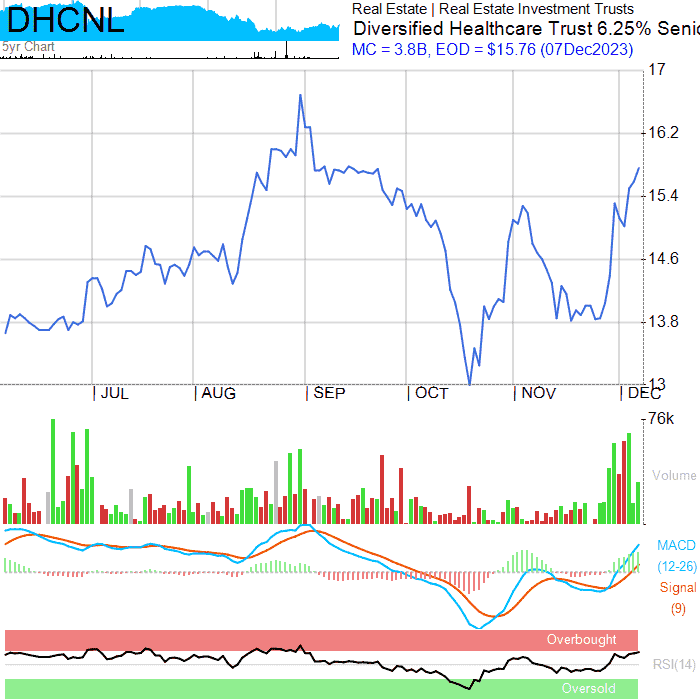 DHCNL
5yr Chart
Real Estate | Real Estate Investment Trusts
Diversified Healthcare Trust 6.25% Senio
MC = 3.8B, EOD = $15.76 (07Dec2023)
17
16.2
15.4
14.6
13.8
13
JUL AUG SEP OCT NOV DEC
76k
Volume
MACD
(12-26)
Signal
(9)
Overbought
RSI(14)
Oversold